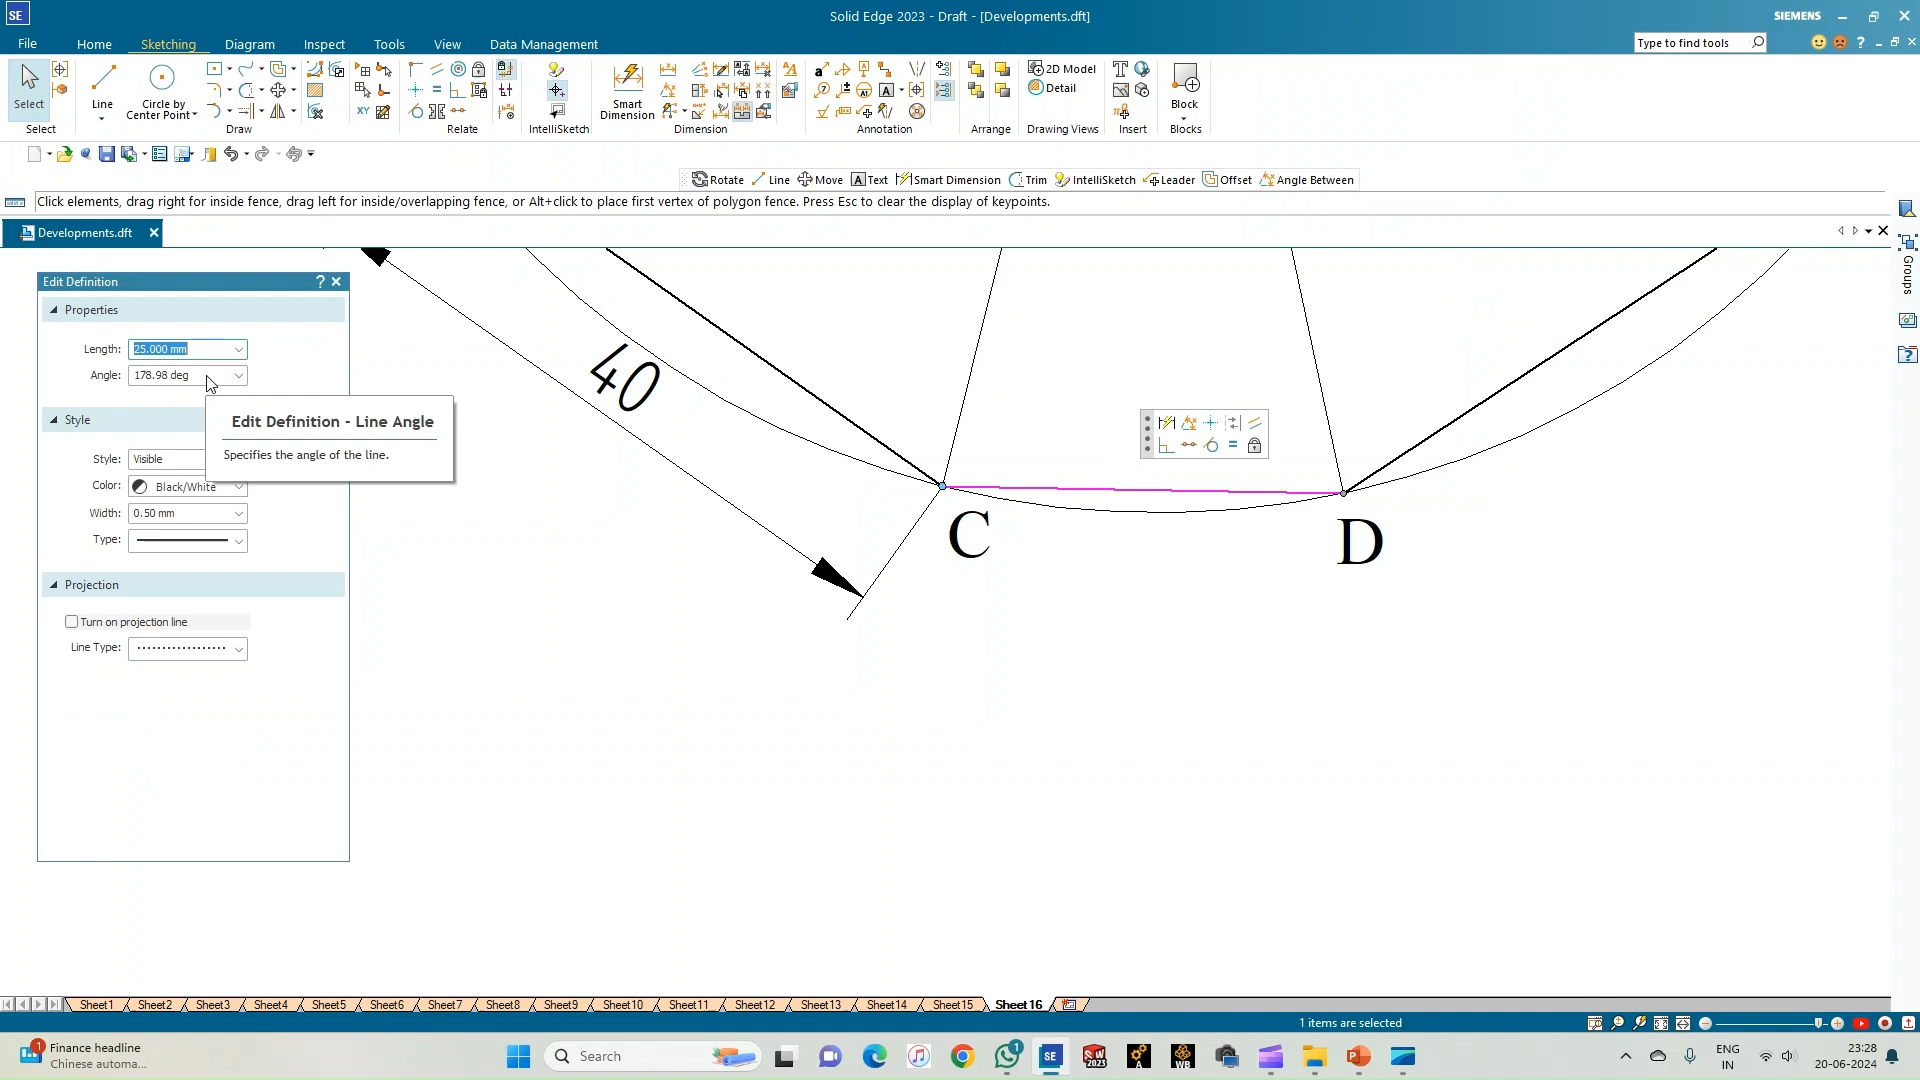 SE
Solid Edge 2023 - Draft - [Developments.dft]
SIEMENS
File
Home
Sketching
Diagram
Inspect
Tools
View
Data Management
Type to find tools
Select
Line
Circle by
Center Point
Smart
Dimension
2D Model
Detail
Block
Select
Draw
Relate
IntelliSketch
Dimension
Annotation
Arrange
Drawing Views
Insert
Blocks
Rotate
Line
Move
Text
Smart Dimension
Trim
IntelliSketch
Leader
Offset
Angle Between
Click elements, drag right for inside fence, drag left for inside/overlapping fence, or Alt+click to place first vertex of polygon fence. Press Esc to clear the display of keypoints.
Developments.dft
Groups
Edit Definition
Properties
Length: 25.000 mm
Angle: 178.98 deg
Edit Definition - Line Angle
Specifies the angle of the line.
Style
Style: Visible
Color: Black/White
Width: 0.50 mm
Type:
Projection
Turn on projection line
Line Type:
40
C
D
Sheet1
Sheet2
Sheet3
Sheet4
Sheet5
Sheet6
Sheet7
Sheet8
Sheet9
Sheet10
Sheet11
Sheet12
Sheet13
Sheet14
Sheet15
Sheet16
1 items are selected
1
Finance headline
Chinese automa...
Search
1
SE
2023
A
WB
ENG
IN
23:28
20-06-2024